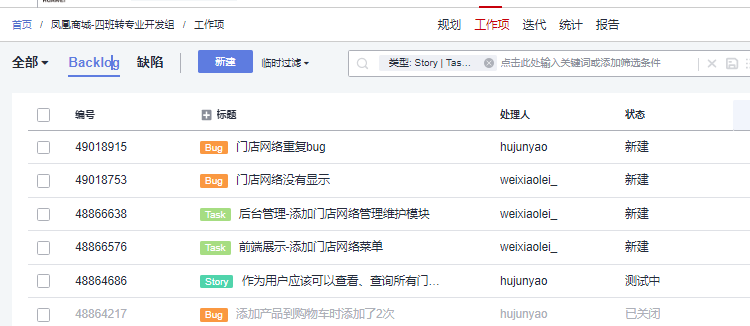 首页 / 凤凰商城-四班转专业开发组 / 工作项 规划 工作项 迭代 统计 报告
全部 Backlog 缺陷 新建 临时过滤 类型: Story | Tas... 点击此处输入关键词或添加筛选条件
编号 标题 处理人 状态
49018915 Bug 门店网络重复bug hujunyao 新建
49018753 Bug 门店网络没有显示 weixiaolei_ 新建
48866638 Task 后台管理-添加门店网络管理维护模块 weixiaolei_ 新建
48866576 Task 前端展示-添加门店网络菜单 weixiaolei_ 新建
48864686 Story 作为用户应该可以查看、查询所有门... hujunyao 测试中
48864217 Bug 添加产品到购物车时添加了2次 hujunyao 已关闭